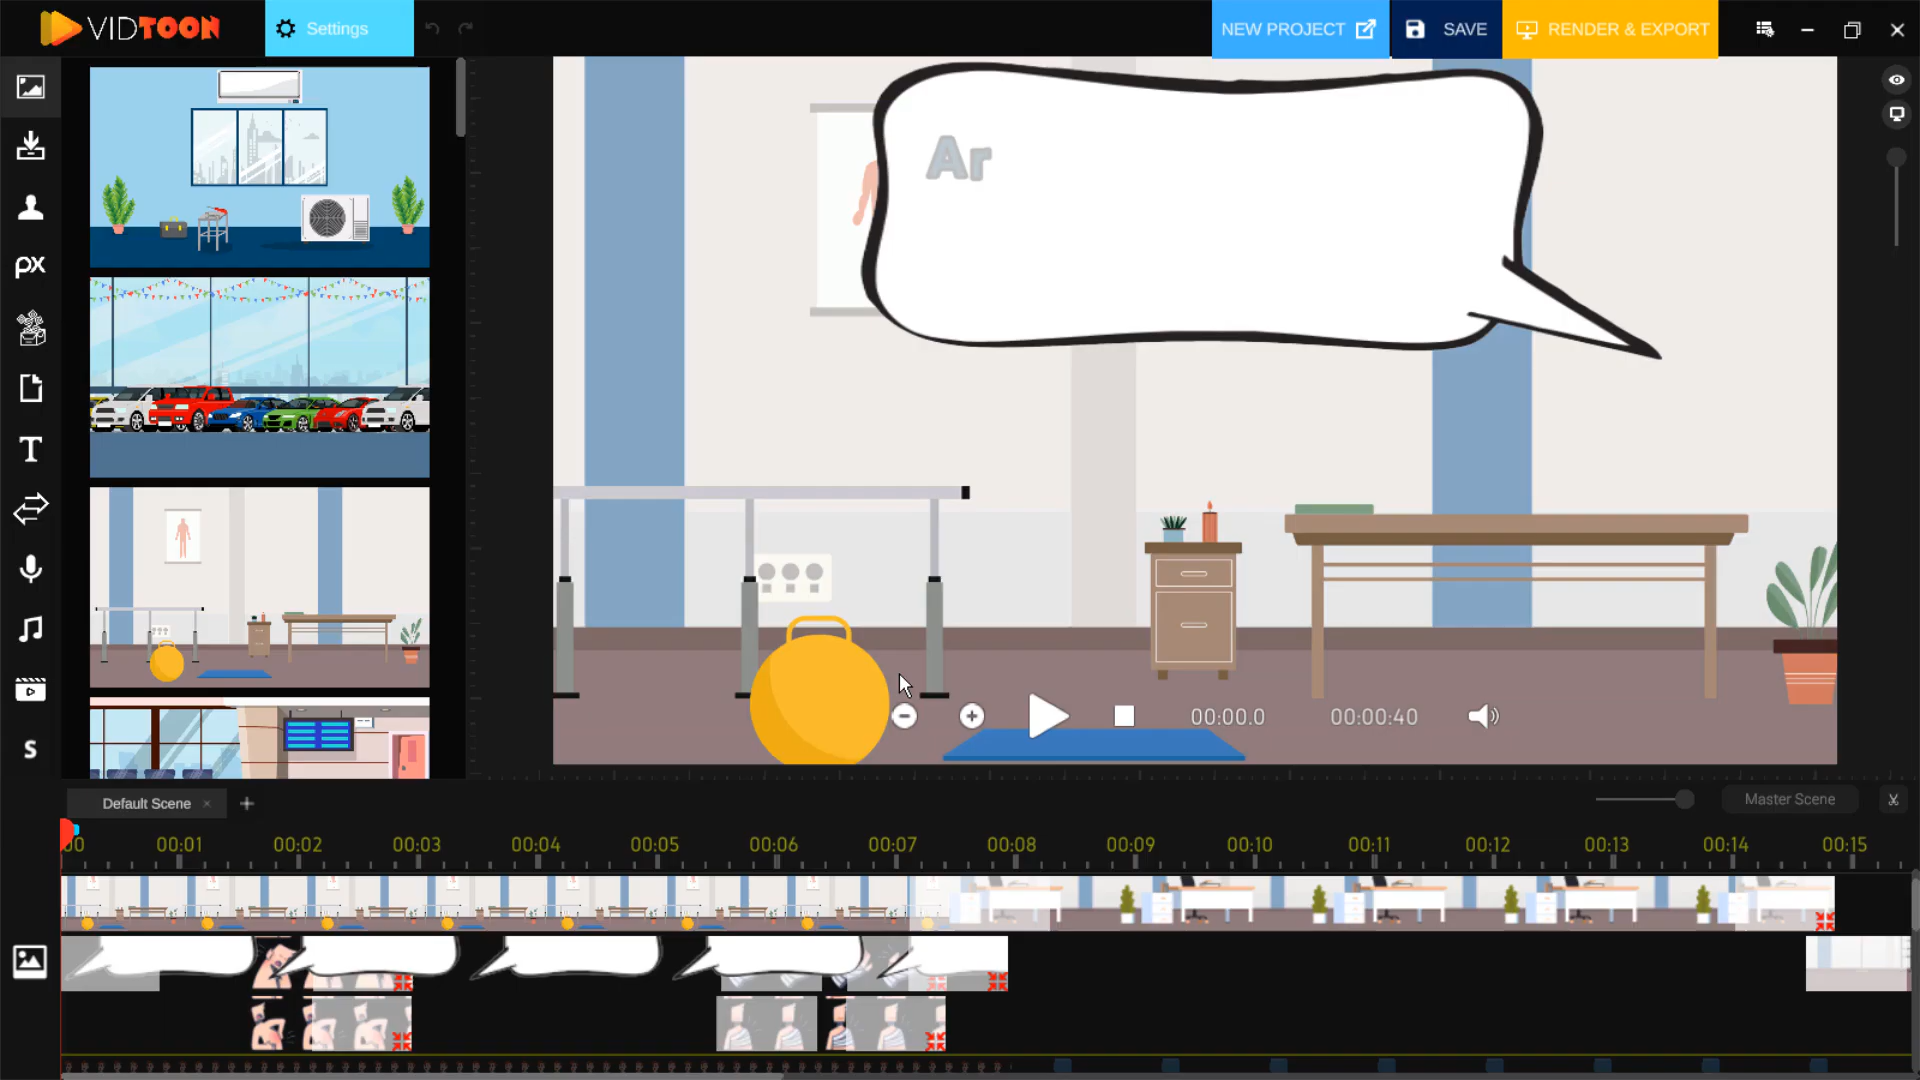 VIDTOON
Settings
NEW PROJECT
SAVE
RENDER & EXPORT
px
T
S
Ar
00:00.0
00:00:40
Default Scene
Master Scene
00
00:01
00:02
00:03
00:04
00:05
00:06
00:07
00:08
00:09
00:10
00:11
00:12
00:13
00:14
00:15